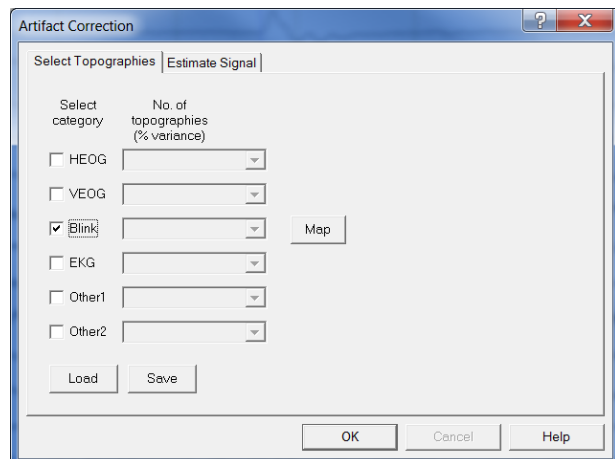 Artifact Correction
?
X
Select Topographies
Estimate Signal
Select
category
No. of
topographies
(% variance)
HEOG
VEOG
Blink
Map
EKG
Other1
Other2
Load
Save
OK
Cancel
Help